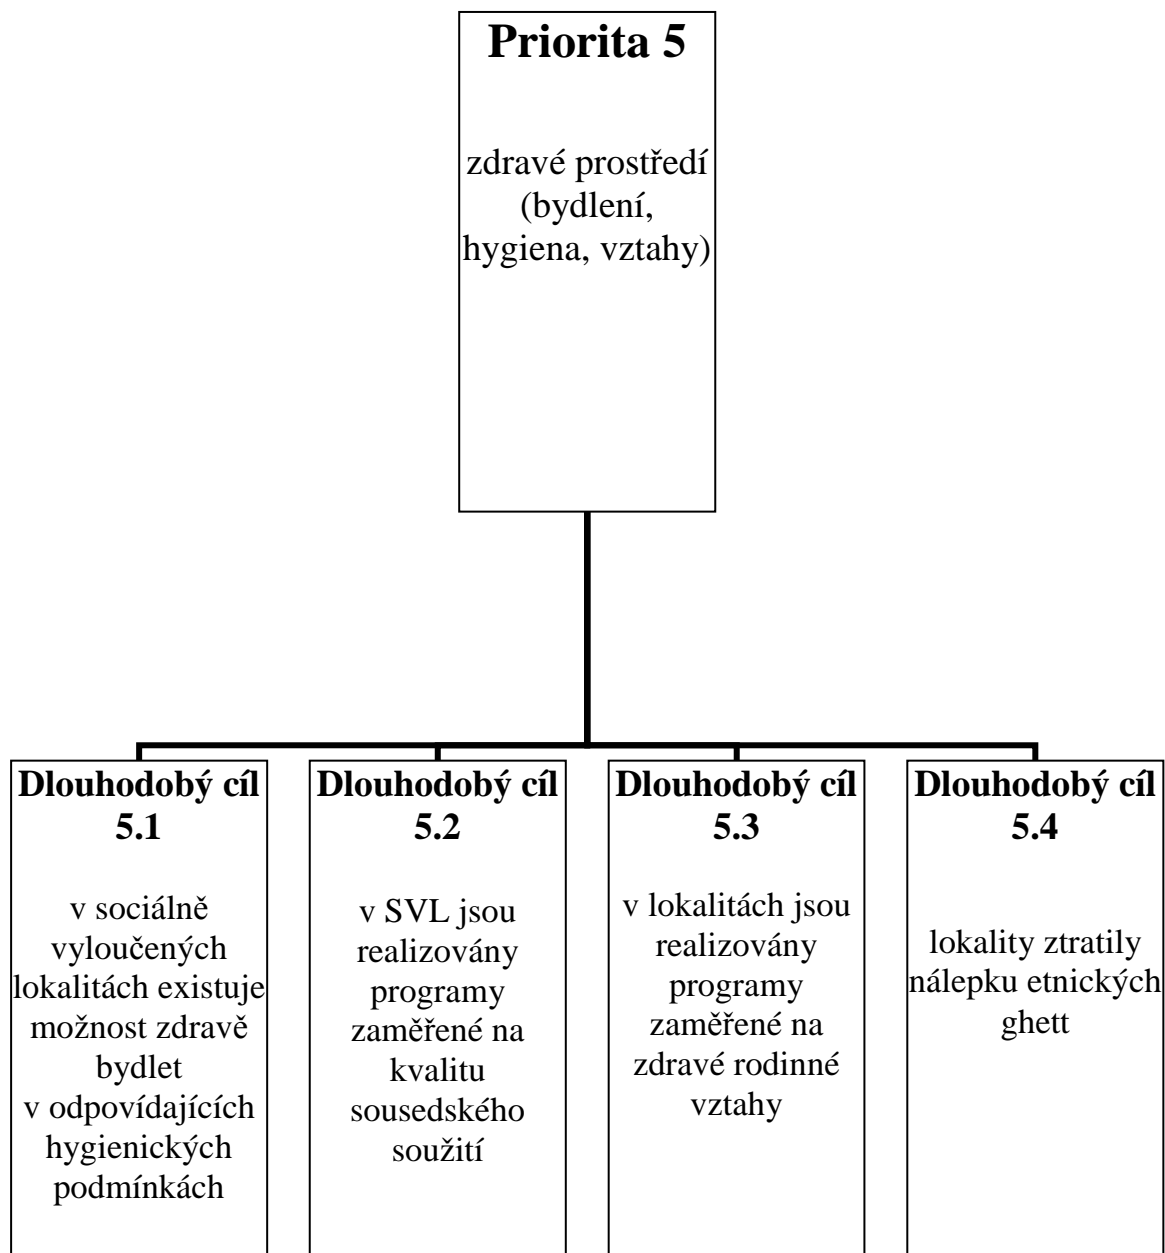 Priorita 5
zdravé prostředí
(bydlení,
hygiena, vztahy)
Dlouhodobý cíl
5.1
v sociálně
vyloučených
lokalitách existuje
možnost zdravě
bydlet
v odpovídajících
hygienických
podmínkách
Dlouhodobý cíl
5.2
v SVL jsou
realizovány
programy
zaměřené na
kvalitu
sousedského
soužití
Dlouhodobý cíl
5.3
v lokalitách jsou
realizovány
programy
zaměřené na
zdravé rodinné
vztahy
Dlouhodobý cíl
5.4
lokality ztratily
nálepku etnických
ghett